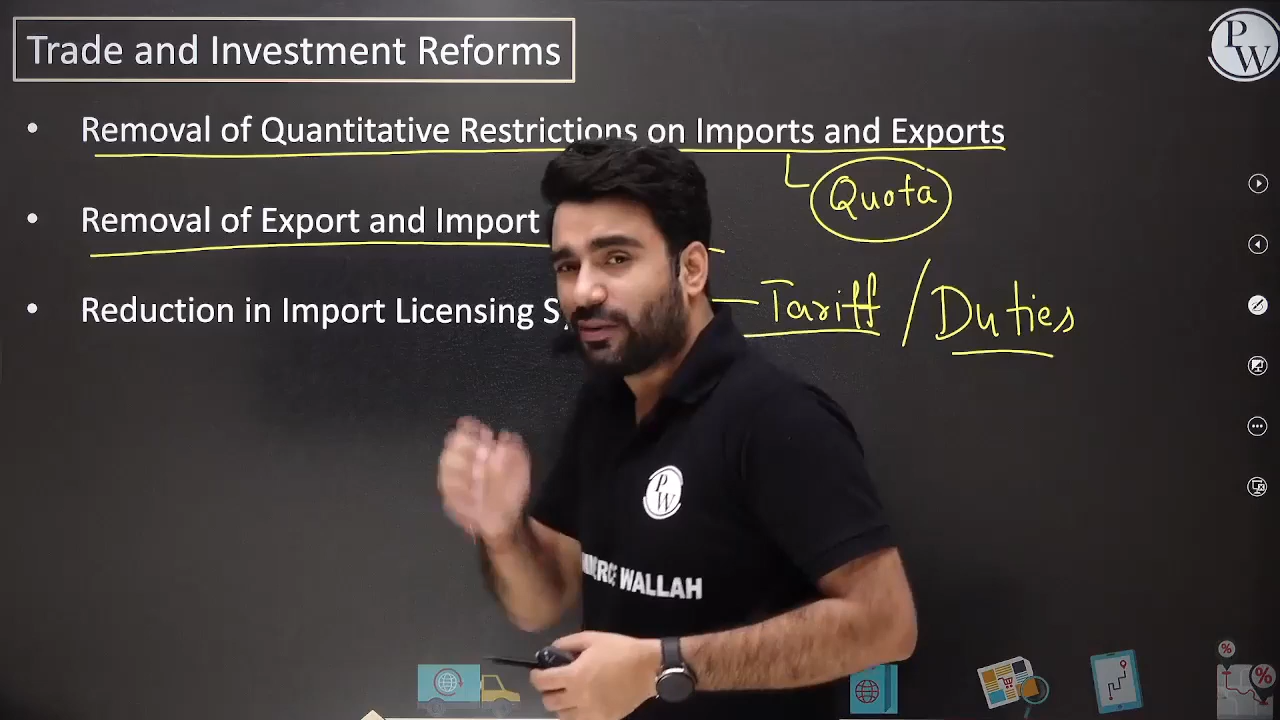 Trade and Investment Reforms
PW
• Removal of Quantitative Restrictions on Imports and Exports
Quota
• Removal of Export and Import
• Reduction in Import Licensing
Tariff / Duties
PW
WALLAH
%
%